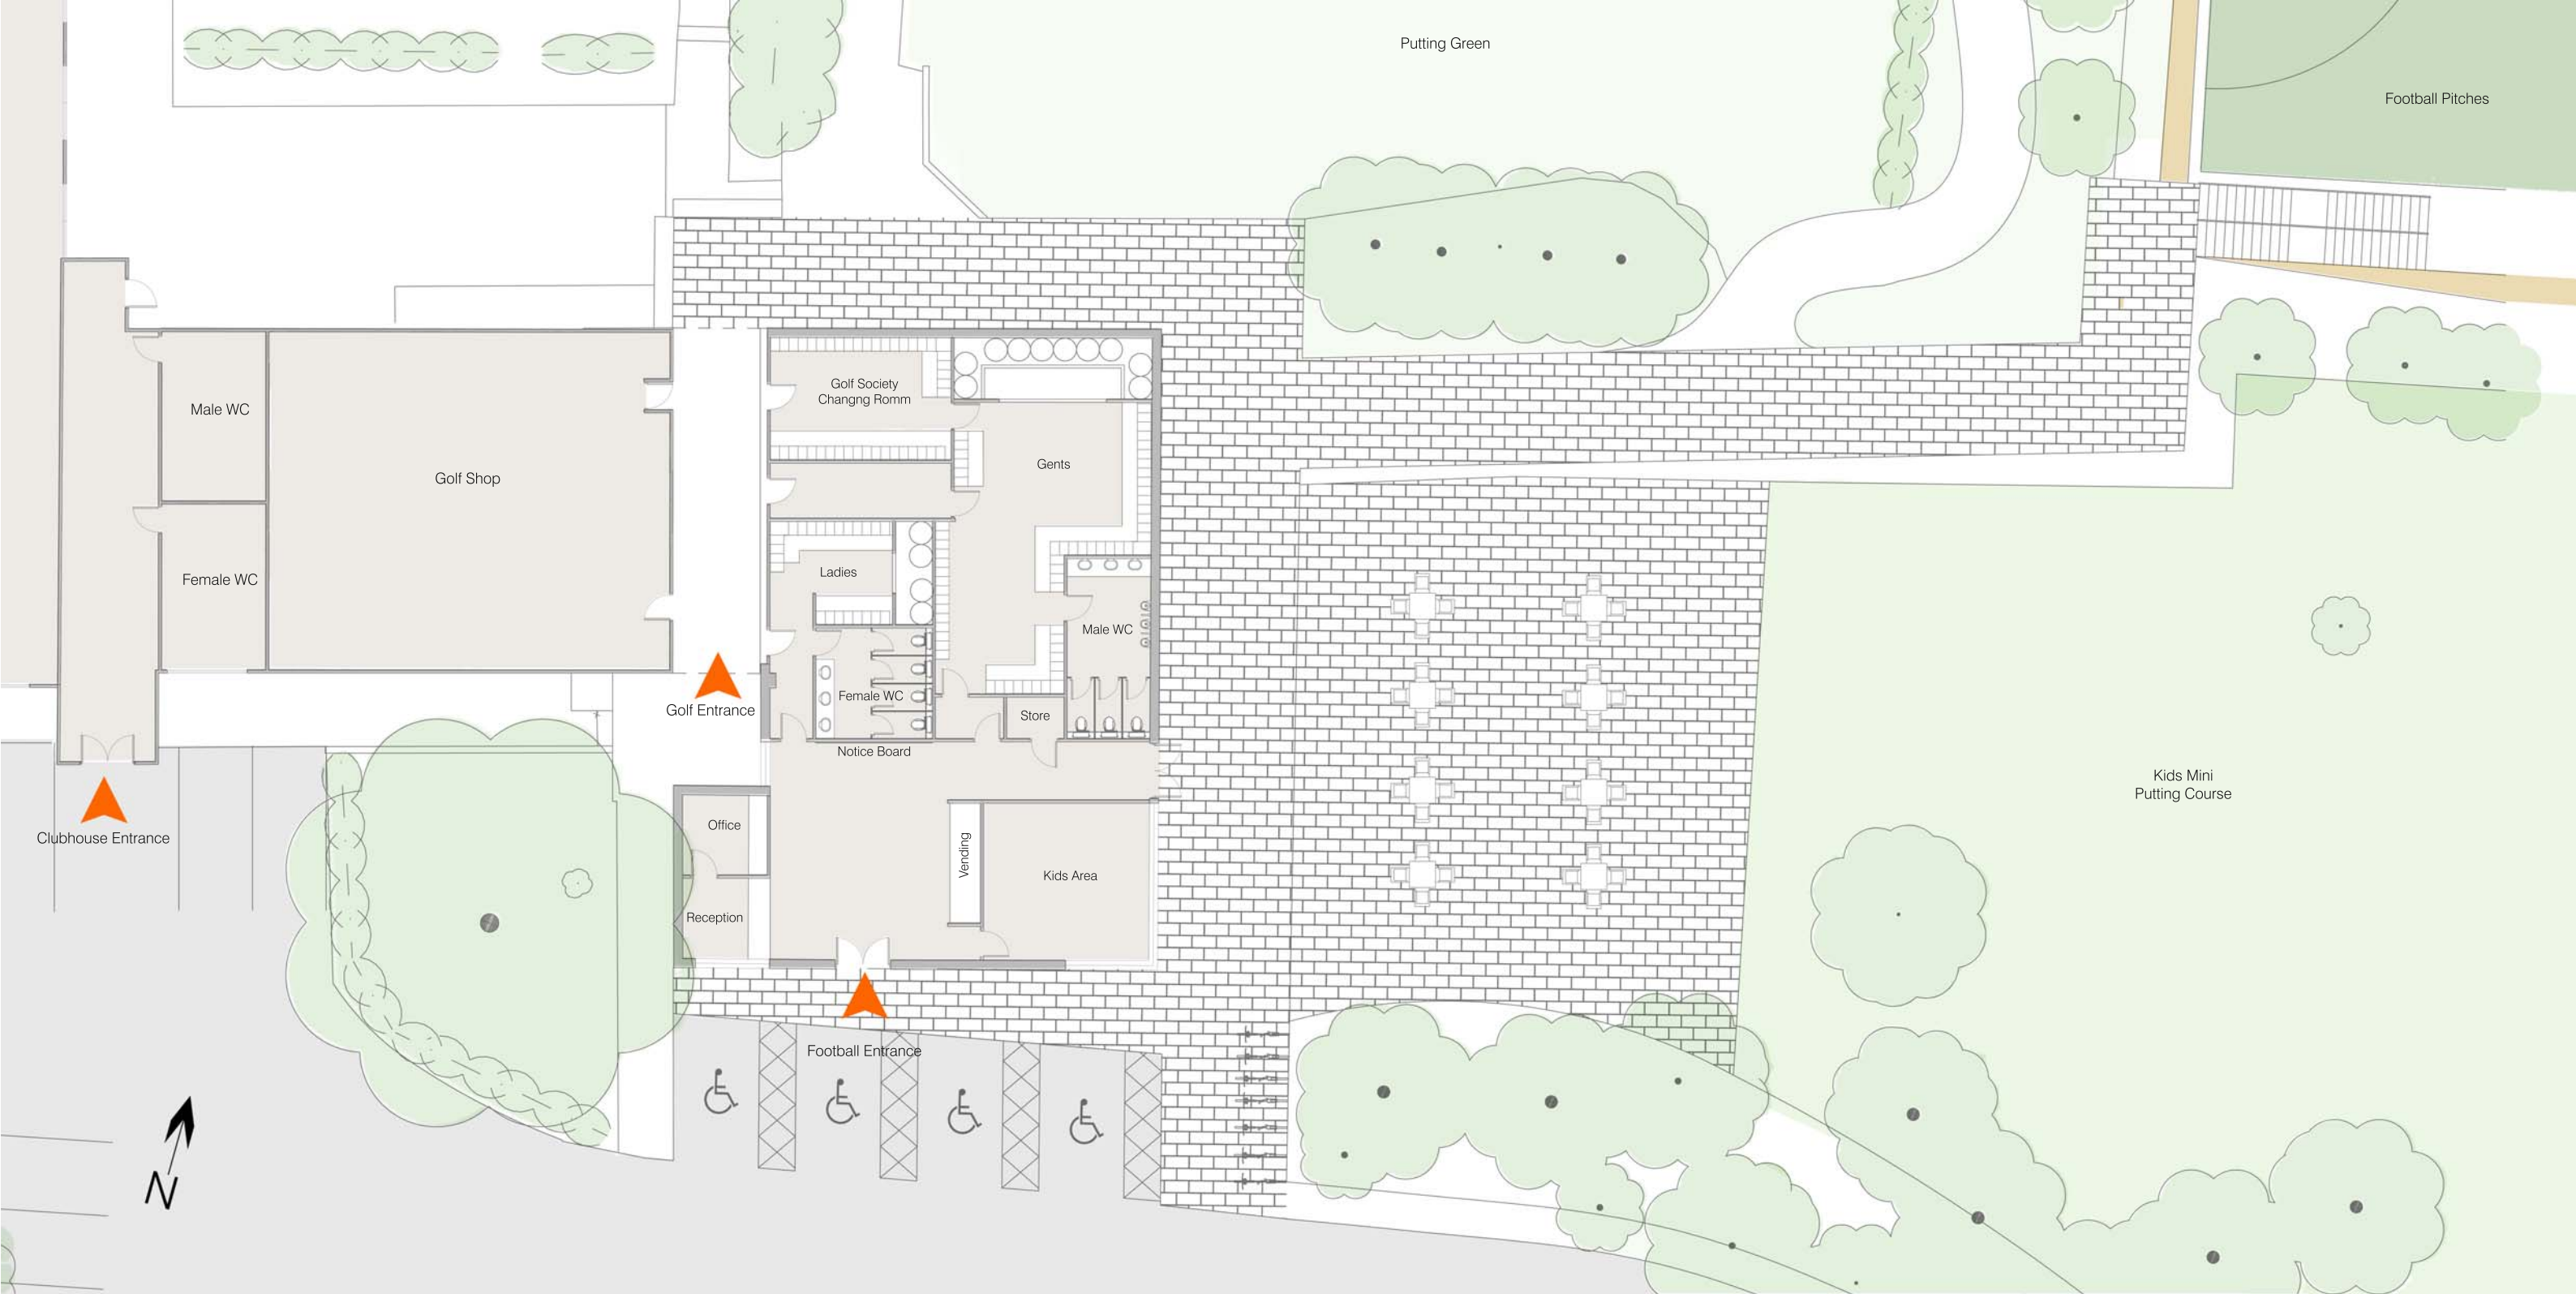 Putting Green
Football Pitches
Golf Society
Changng Romm
Male WC
Gents
Golf Shop
Ladies
Female WC
Male WC
Female WC
Golf Entrance
Store
Notice Board
Kids Mini
Putting Course
Office
Clubhouse Entrance
Vending
Kids Area
Reception
Football Entrance
N